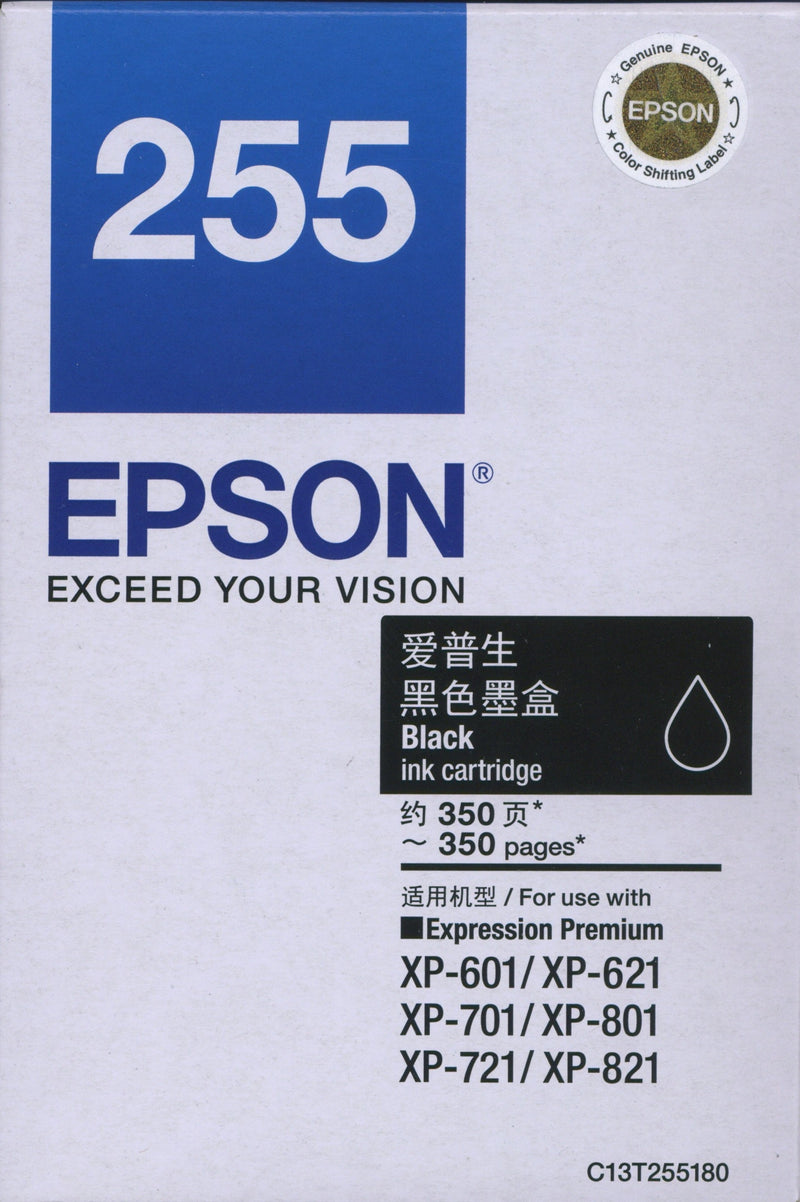 255
Genuine EPSON
EPSON
Color Shifting Label
EPSON®
EXCEED YOUR VISION
爱普生
黑色墨盒
Black
ink cartridge
约 350 页*
~ 350 pages*
适用机型 / For use with
■Expression Premium
XP-601/ XP-621
XP-701/ XP-801
XP-721/ XP-821
C13T255180